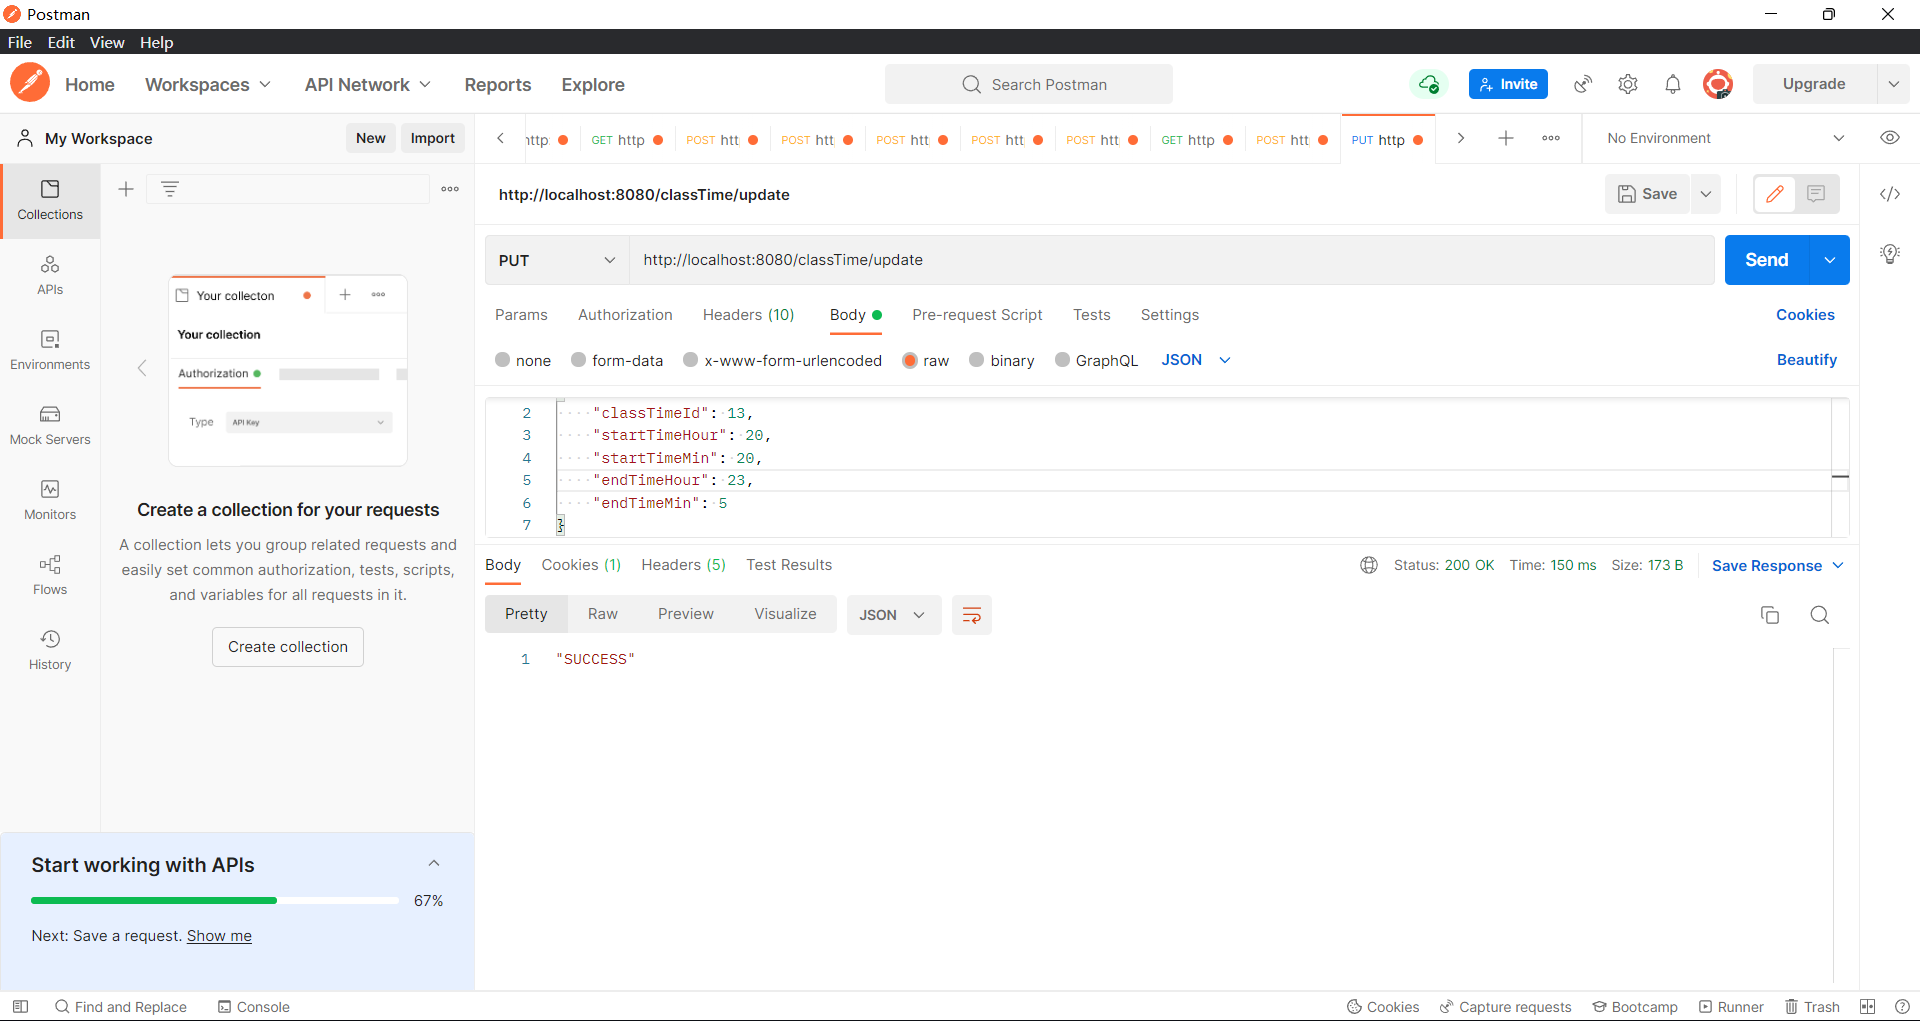 Postman
File Edit View Help
Home Workspaces API Network Reports Explore Search Postman Invite Upgrade
My Workspace New Import
GET http POST htt POST htt POST htt POST htt POST htt GET http POST htt PUT http No Environment
Collections
APIs
Environments
Mock Servers
Monitors
Flows
History
Your collecton
Your collection
Authorization
Type API Key
Create a collection for your requests
A collection lets you group related requests and
easily set common authorization, tests, scripts,
and variables for all requests in it.
Create collection
Start working with APIs
67%
Next: Save a request. Show me
http://localhost:8080/classTime/update Save
PUT http://localhost:8080/classTime/update Send
Params Authorization Headers (10) Body Pre-request Script Tests Settings Cookies
none form-data x-www-form-urlencoded raw binary GraphQL JSON Beautify
2 "classTimeId": 13,
3 "startTimeHour": 20,
4 "startTimeMin": 20,
5 "endTimeHour": 23,
6 "endTimeMin": 5
7 }
Body Cookies (1) Headers (5) Test Results Status: 200 OK Time: 150 ms Size: 173 B Save Response
Pretty Raw Preview Visualize JSON
1 "SUCCESS"
Find and Replace Console Cookies Capture requests Bootcamp Runner Trash